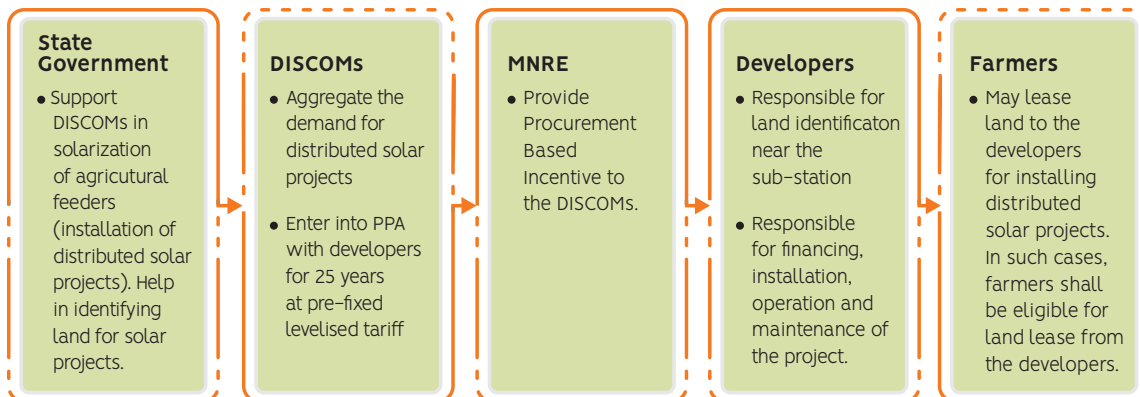 State
Government
• Support
DISCOMs in
solarization
of agricutural
feeders
(installation of
distributed solar
projects). Help
in identifying
land for solar
projects.
DISCOMs
• Aggregate the
demand for
distributed solar
projects
• Enter into PPA
with developers
for 25 years
at pre-fixed
levelised tariff
MNRE
• Provide
Procurement
Based
Incentive to
the DISCOMs.
Developers
• Responsible for
land identificaton
near the
sub-station
• Responsible
for financing,
installation,
operation and
maintenance of
the project.
Farmers
• May lease
land to the
developers
for installing
distributed
solar projects.
In such cases,
farmers shall
be eligible for
land lease from
the developers.